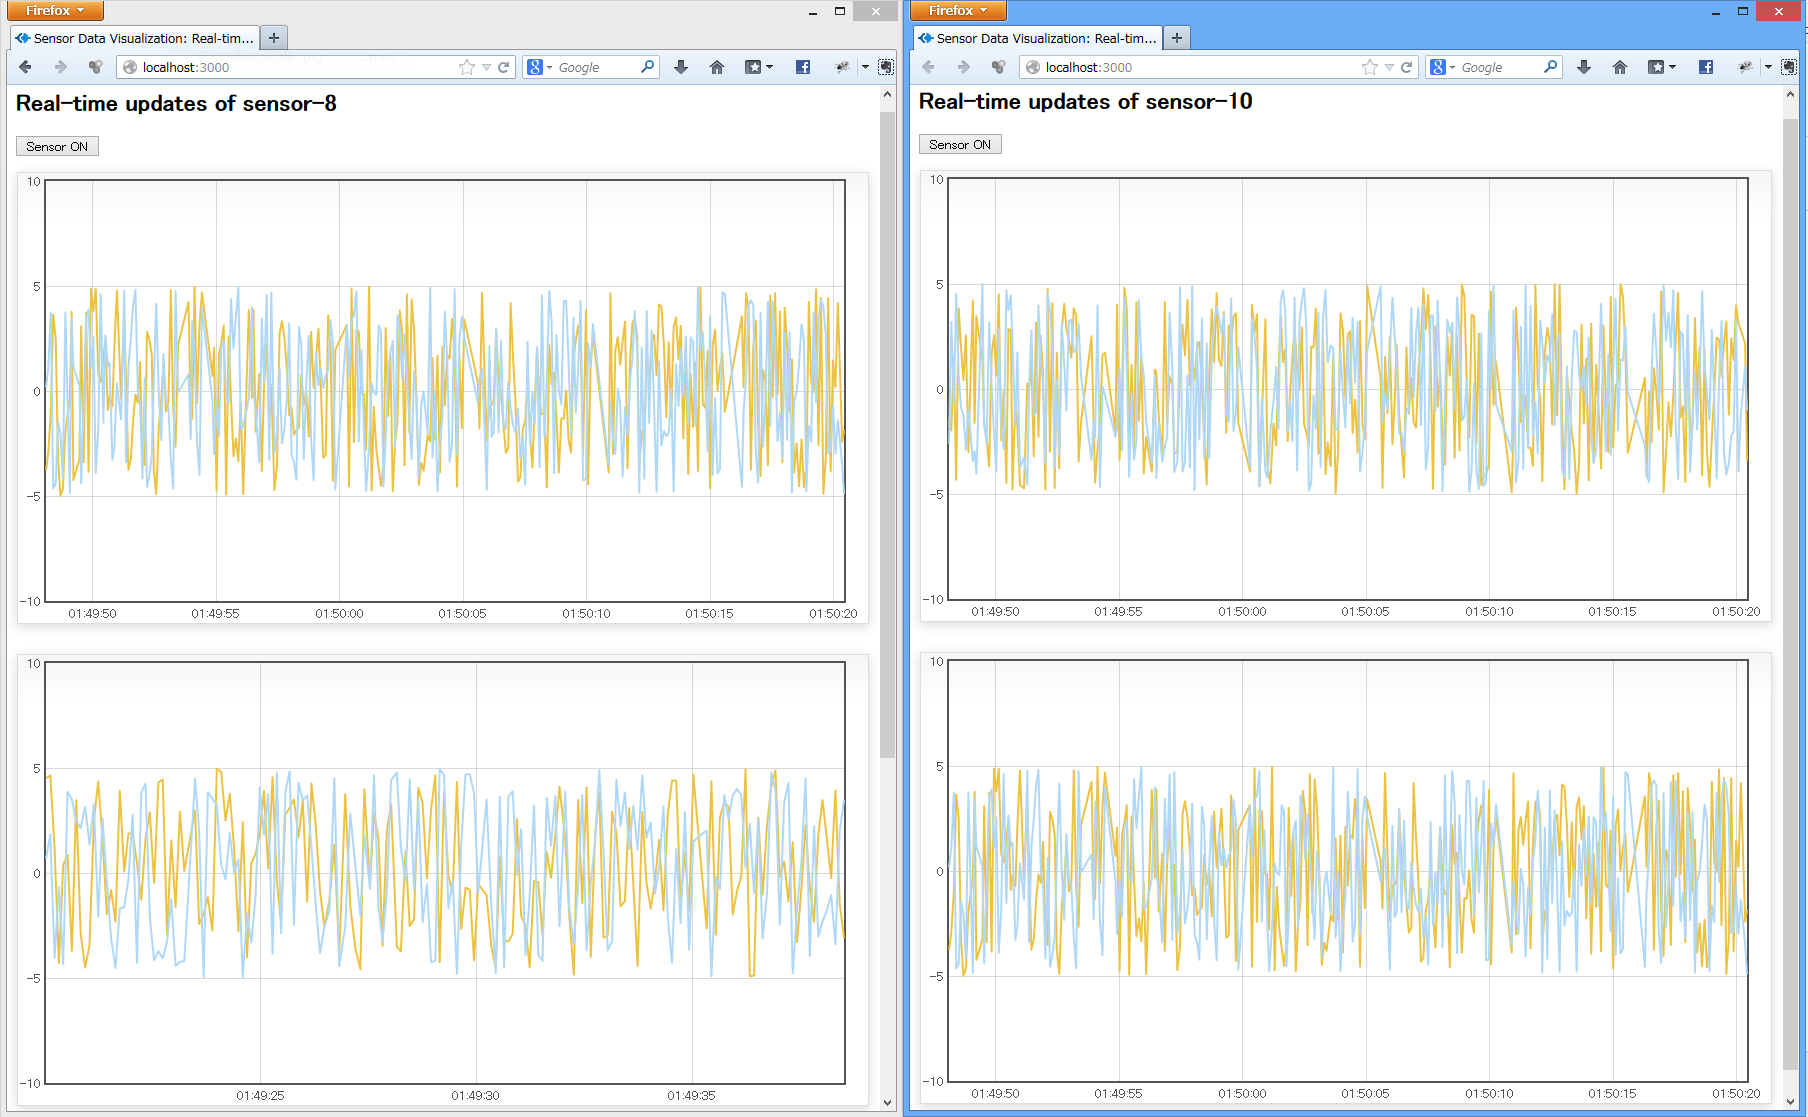 Firefox
Sensor Data Visualization: Real-tim...
localhost:3000
Google
Real-time updates of sensor-8
Sensor ON
10
5
0
-5
-10
01:49:50 01:49:55 01:50:00 01:50:05 01:50:10 01:50:15 01:50:20
10
5
0
-5
-10
01:49:25 01:49:30 01:49:35
Firefox
Sensor Data Visualization: Real-tim...
localhost:3000
Google
Real-time updates of sensor-10
Sensor ON
10
5
0
-5
-10
01:49:50 01:49:55 01:50:00 01:50:05 01:50:10 01:50:15 01:50:20
10
5
0
-5
-10
01:49:50 01:49:55 01:50:00 01:50:05 01:50:10 01:50:15 01:50:20